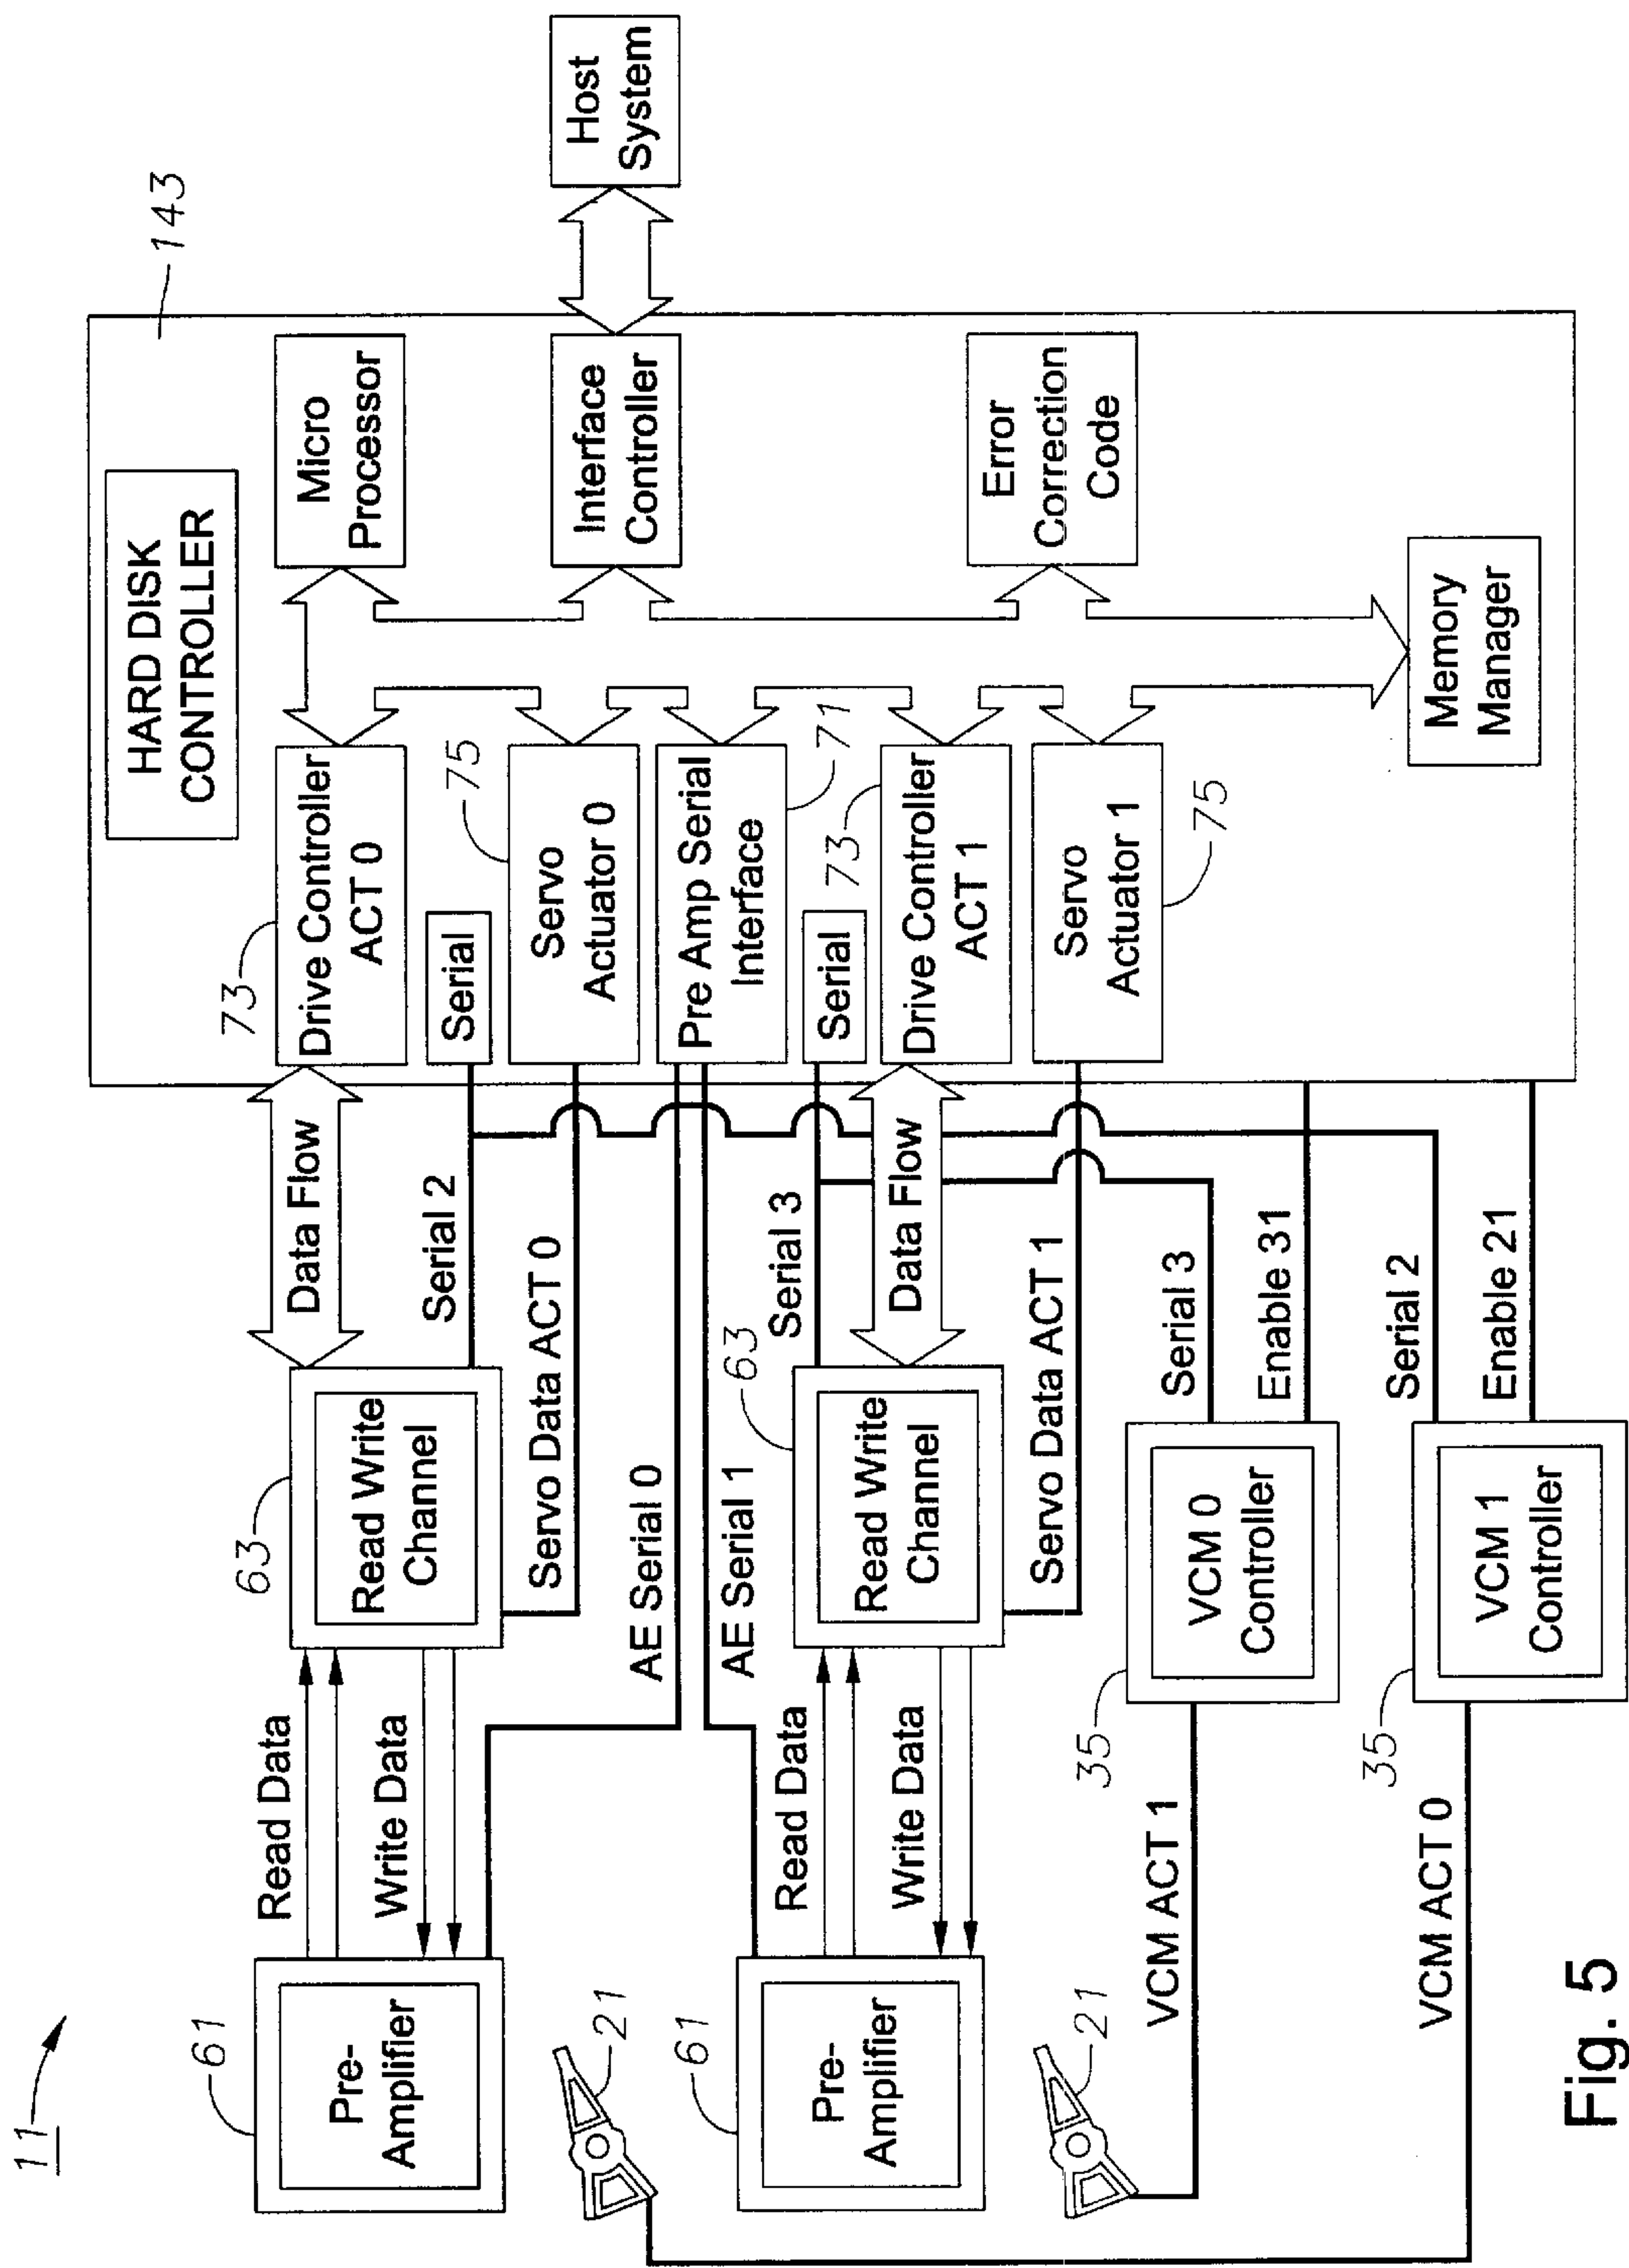 11
143
HARD DISK
CONTROLLER
61
Pre-
Amplifier
Read Data
Write Data
63
Read Write
Channel
Data Flow
Serial 2
Servo Data ACT 0
73
Drive Controller
ACT 0
Serial
75
Servo
Actuator 0
Micro
Processor
Interface
Controller
Host
System
21
AE Serial 0
AE Serial 1
Pre Amp Serial
Interface
71
61
Pre-
Amplifier
Read Data
Write Data
63
Read Write
Channel
Serial 3
Data Flow
Servo Data ACT 1
Serial
73
Drive Controller
ACT 1
Servo
Actuator 1
75
Error
Correction
Code
Memory
Manager
21
VCM ACT 1
35
VCM 0
Controller
Serial 3
Enable 31
VCM ACT 0
35
VCM 1
Controller
Serial 2
Enable 21
Fig. 5